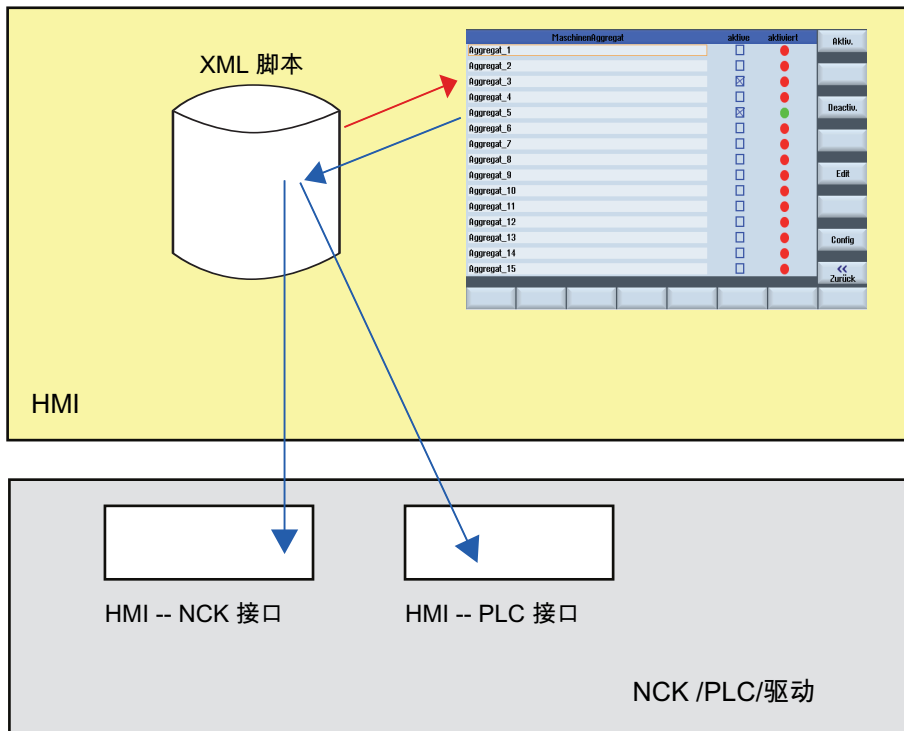 XML 脚本
MaschinenAggregat aktive aktiviert
Aggregat_1
Aggregat_2
Aggregat_3
Aggregat_4
Aggregat_5
Aggregat_6
Aggregat_7
Aggregat_8
Aggregat_9
Aggregat_10
Aggregat_11
Aggregat_12
Aggregat_13
Aggregat_14
Aggregat_15
Aktiv.
Deactiv.
Edit
Config
<<
Zurück
HMI
HMI -- NCK 接口
HMI -- PLC 接口
NCK /PLC/驱动